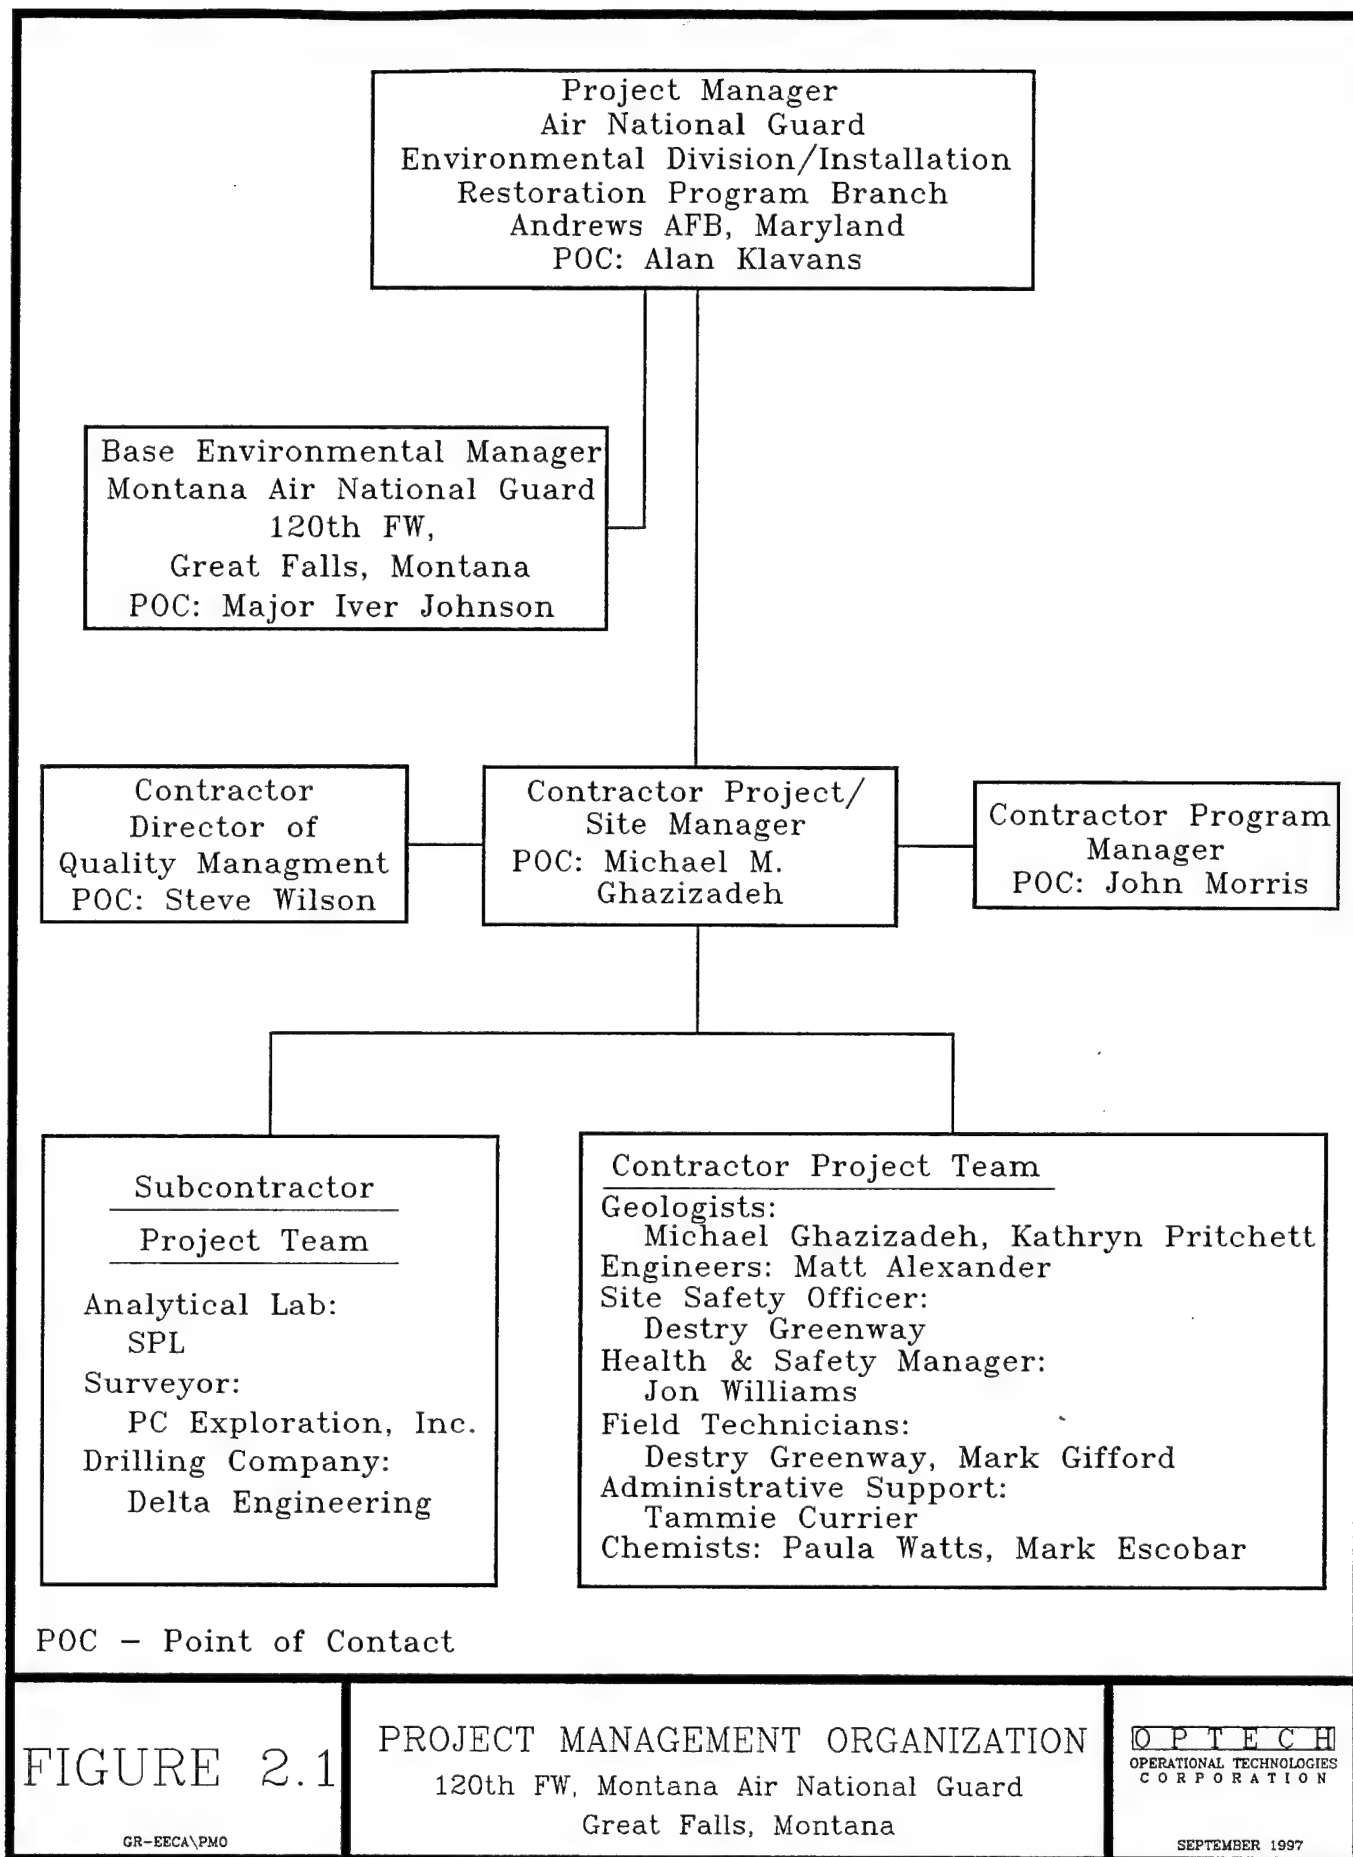 Project Manager
Air National Guard
Environmental Division/Installation
Restoration Program Branch
Andrews AFB, Maryland
POC: Alan Klavans
Base Environmental Manager
Montana Air National Guard
120th FW,
Great Falls, Montana
POC: Major Iver Johnson
Contractor
Director of
Quality Managment
POC: Steve Wilson
Contractor Project/
Site Manager
POC: Michael M.
Ghazizadeh
Contractor Program
Manager
POC: John Morris
Subcontractor
Project Team
Analytical Lab:
SPL
Surveyor:
PC Exploration, Inc.
Drilling Company:
Delta Engineering
Contractor Project Team
Geologists:
Michael Ghazizadeh, Kathryn Pritchett
Engineers: Matt Alexander
Site Safety Officer:
Destry Greenway
Health & Safety Manager:
Jon Williams
Field Technicians:
Destry Greenway, Mark Gifford
Administrative Support:
Tammie Currier
Chemists: Paula Watts, Mark Escobar
POC – Point of Contact
FIGURE 2.1
GR-EECA\PMO
PROJECT MANAGEMENT ORGANIZATION
120th FW, Montana Air National Guard
Great Falls, Montana
OPTECH
OPERATIONAL TECHNOLOGIES
CORPORATION
SEPTEMBER 1997